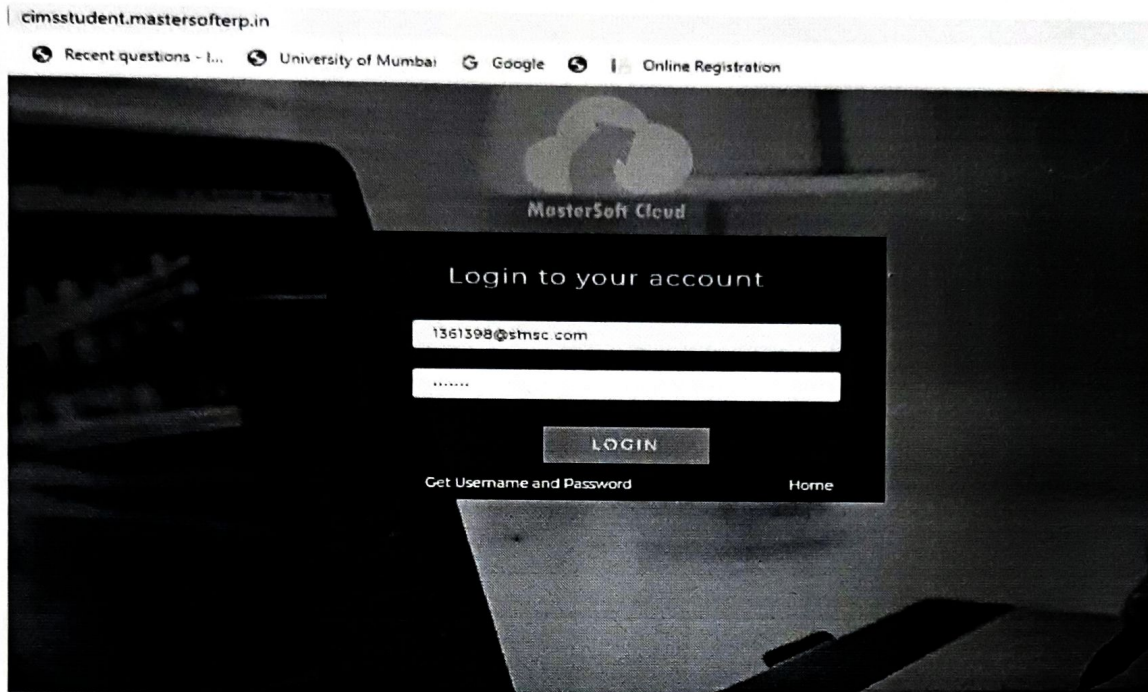 cimsstudent.mastersofterp.in
Recent questions - I... University of Mumbai G Google Online Registration
MasterSoft Cloud
Login to your account
1361398@smsc.com
.......
LOGIN
Get Username and Password Home